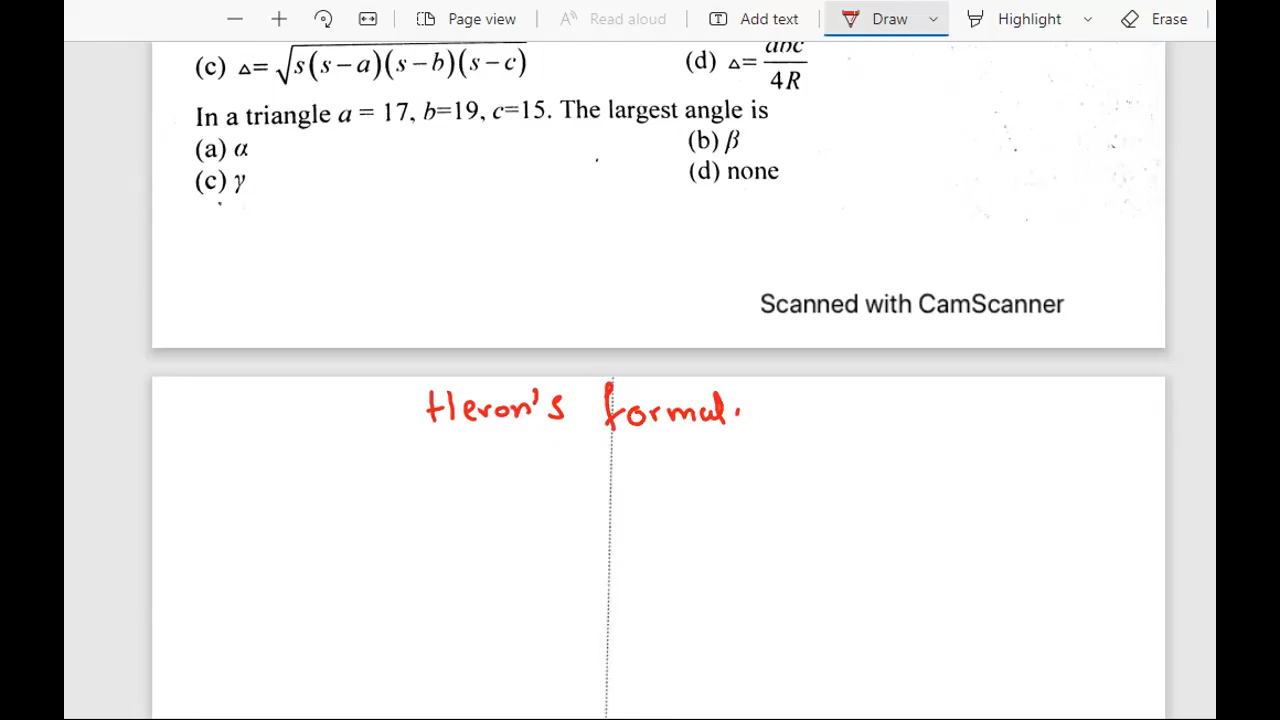 Page view
Read aloud
Add text
Draw
Highlight
Erase
(c) △= √s(s−a)(s−b)(s−c)
(d) △= abc/4R
In a triangle a = 17, b=19, c=15. The largest angle is
(a) α
(b) β
(c) γ
(d) none
Scanned with CamScanner
Heron's formul.